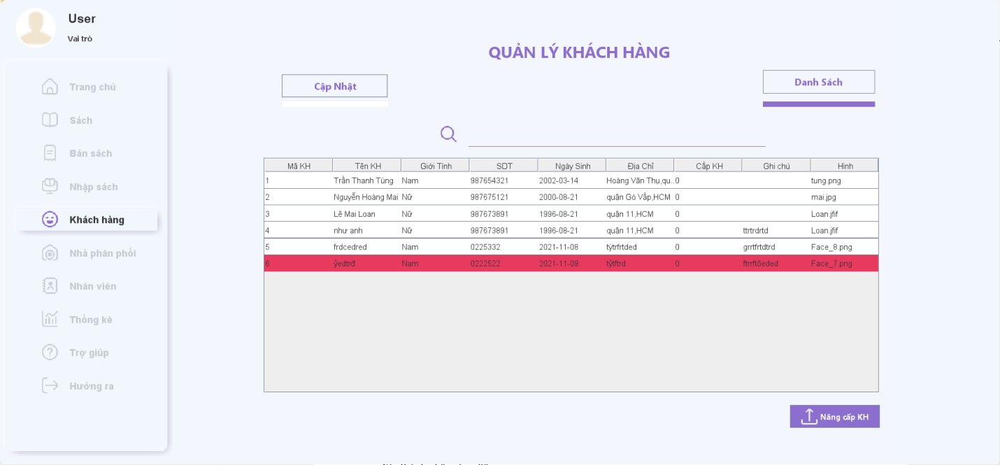 User
Vai trò
Trang chủ
Sách
Bán sách
Nhập sách
Khách hàng
Nhà phân phối
Nhân viên
Thống kê
Trợ giúp
Hướng ra
QUẢN LÝ KHÁCH HÀNG
Cập Nhật
Danh Sách
Mã KH Tên KH Giới Tính SDT Ngày Sinh Địa Chỉ Cấp KH Ghi chú Hình
1 Trần Thanh Tùng Nam 987654321 2002-03-14 Hoàng Văn Thụ,qu.. 0 tung.png
2 Nguyễn Hoàng Mai Nữ 987675121 2000-08-21 quận Gò Vấp,HCM 0 mai.jpg
3 Lê Mai Loan Nữ 987673891 1996-08-21 quận 11,HCM 0 Loan.jfif
4 như anh Nữ 987673891 1996-08-21 quận 11,HCM 0 ttrtrdrtd Loan.jfif
5 frdcedred Nam 0225332 2021-11-08 týtrfrtded 0 grrtfrtdtrd Face_8.png
6 ỷedtrđ Nam 0222522 2021-11-09 týtftrd 0 ftrrftõeded Face_7.png
Nâng cấp KH